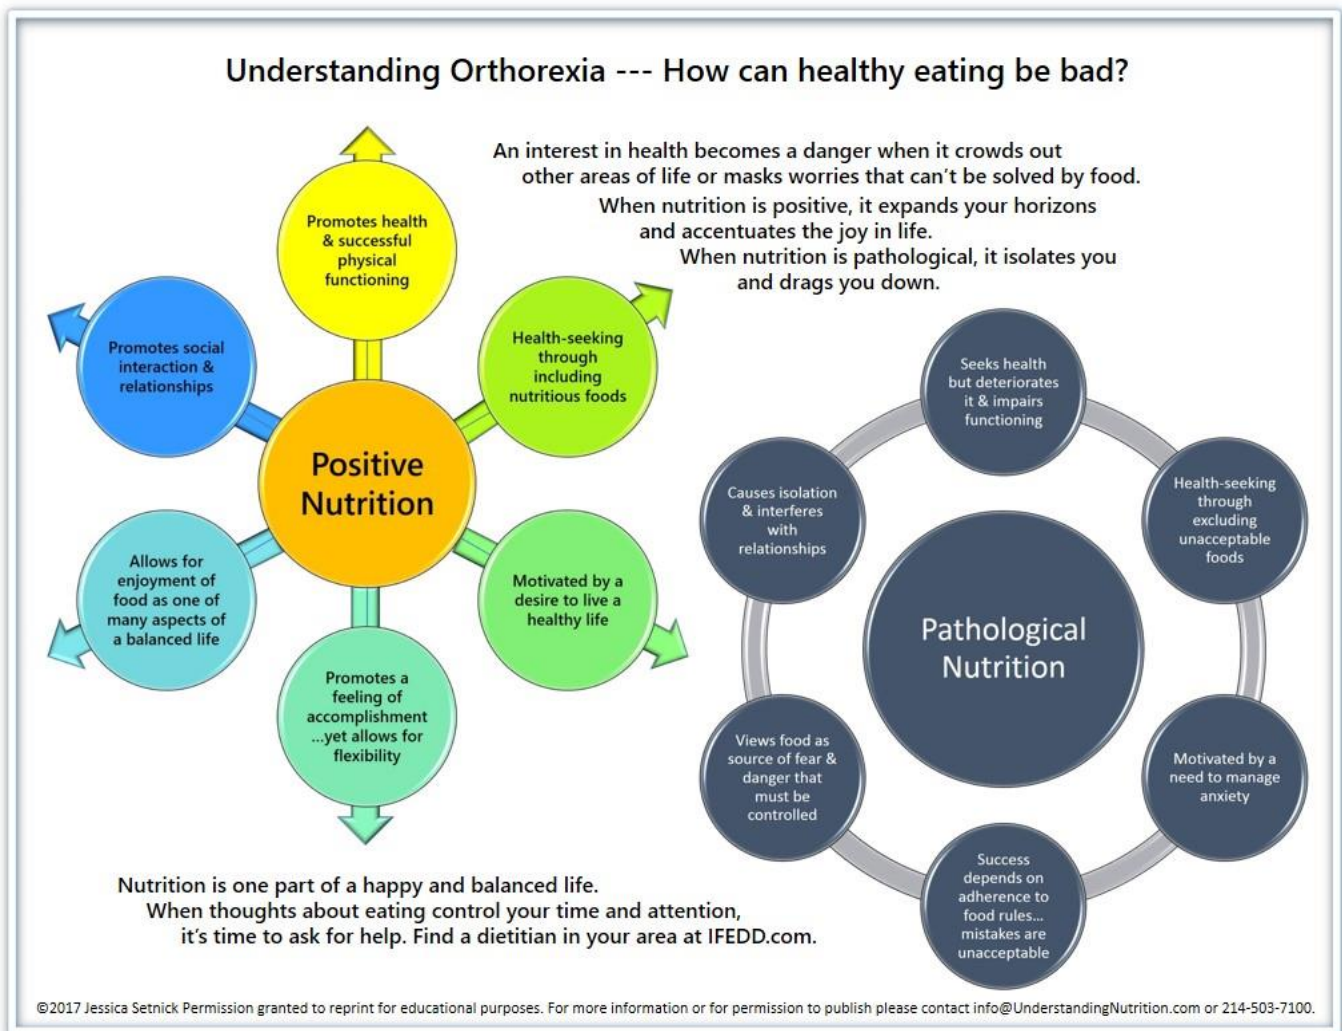 Understanding Orthorexia --- How can healthy eating be bad?
An interest in health becomes a danger when it crowds out
other areas of life or masks worries that can't be solved by food.
When nutrition is positive, it expands your horizons
and accentuates the joy in life.
When nutrition is pathological, it isolates you
and drags you down.
Positive
Nutrition
Promotes health
& successful
physical
functioning
Health-seeking
through
including
nutritious foods
Motivated by a
desire to live a
healthy life
Promotes a
feeling of
accomplishment
...yet allows for
flexibility
Allows for
enjoyment of
food as one of
many aspects of
a balanced life
Promotes social
interaction &
relationships
Pathological
Nutrition
Seeks health
but deteriorates
it & impairs
functioning
Health-seeking
through
excluding
unacceptable
foods
Motivated by a
need to manage
anxiety
Success
depends on
adherence to
food rules...
mistakes are
unacceptable
Views food as
source of fear &
danger that
must be
controlled
Causes isolation
& interferes
with
relationships
Nutrition is one part of a happy and balanced life.
When thoughts about eating control your time and attention,
it's time to ask for help. Find a dietitian in your area at IFEDD.com.
©2017 Jessica Setnick Permission granted to reprint for educational purposes. For more information or for permission to publish please contact info@UnderstandingNutrition.com or 214-503-7100.